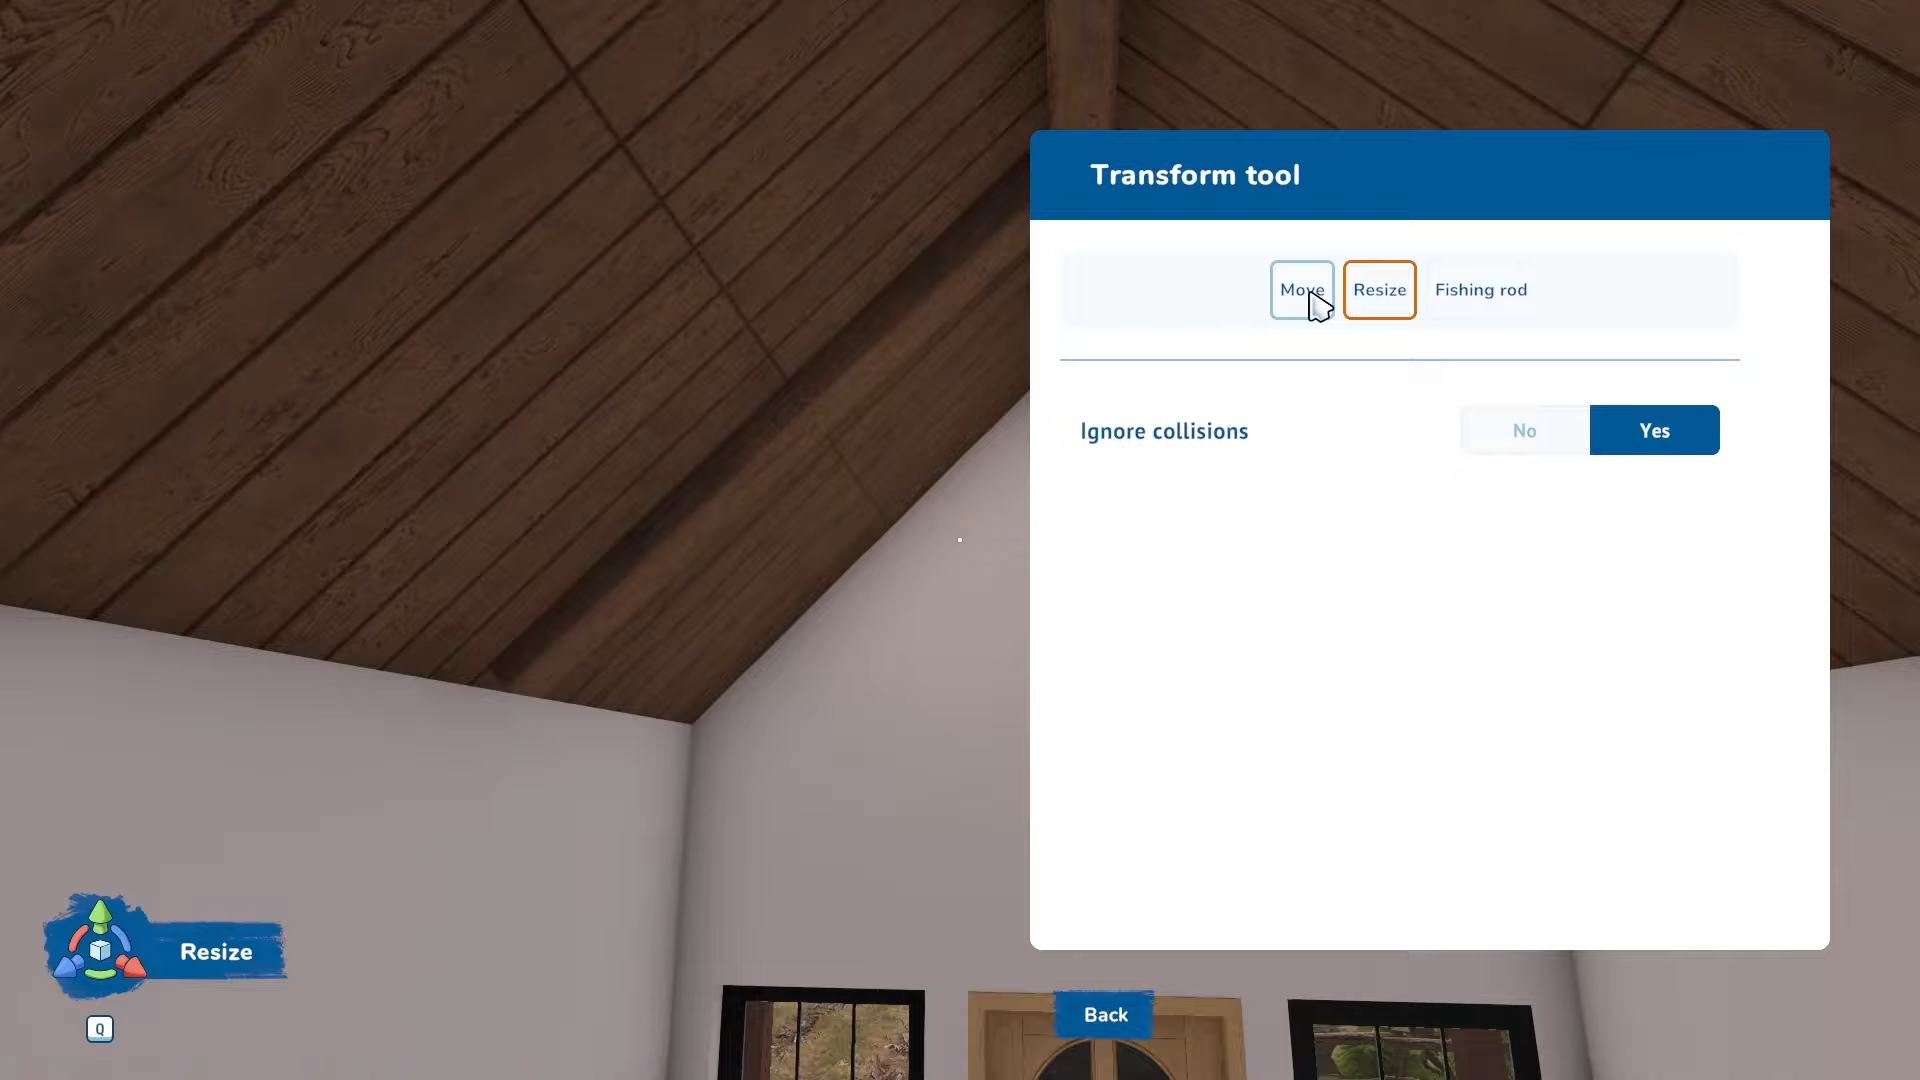 Transform tool
Move Resize Fishing rod
Ignore collisions No Yes
Resize
Q
Back